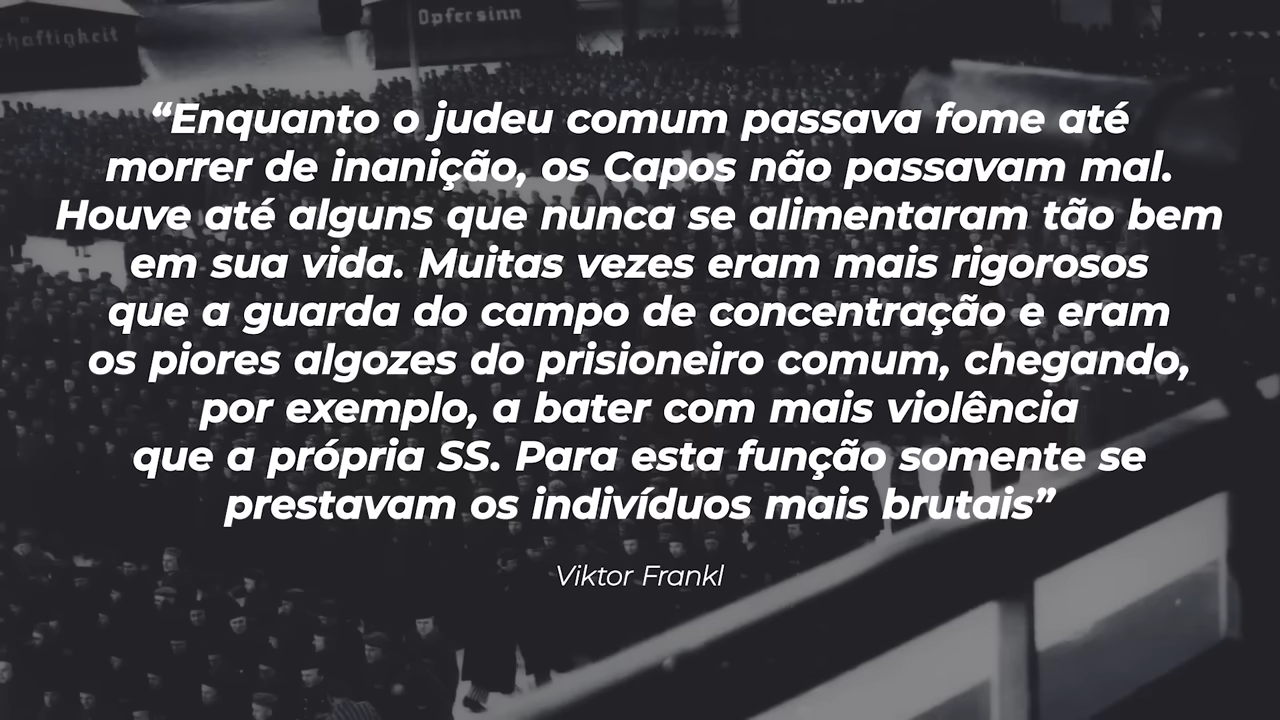 rhaftigkeit
Opfersinn
und
“Enquanto o judeu comum passava fome até
morrer de inanição, os Capos não passavam mal.
Houve até alguns que nunca se alimentaram tão bem
em sua vida. Muitas vezes eram mais rigorosos
que a guarda do campo de concentração e eram
os piores algozes do prisioneiro comum, chegando,
por exemplo, a bater com mais violência
que a própria SS. Para esta função somente se
prestavam os indivíduos mais brutais”
Viktor Frankl